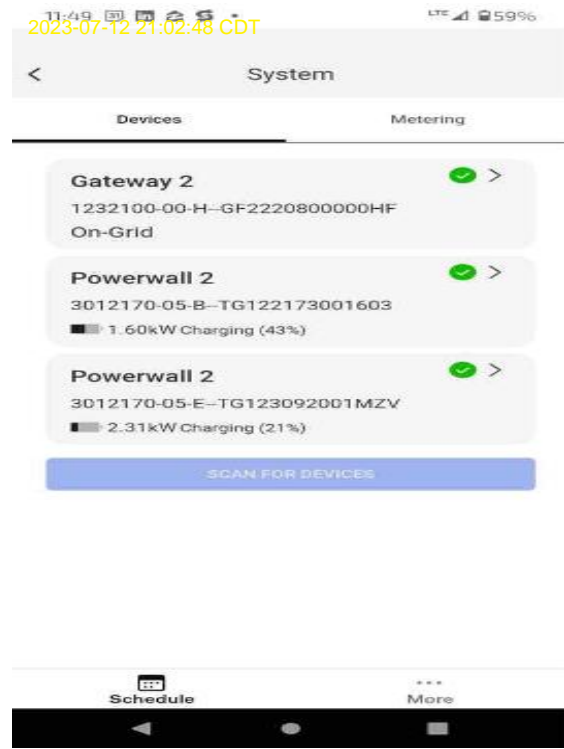 11:49
LTE 59%
2023-07-12 21:02:48 CDT
<
System
Devices
Metering
Gateway 2
1232100-00-H--GF2220800000HF
On-Grid
Powerwall 2
3012170-05-B--TG122173001603
1.60kW Charging (43%)
Powerwall 2
3012170-05-E--TG123092001MZV
2.31kW Charging (21%)
SCAN FOR DEVICES
Schedule
More